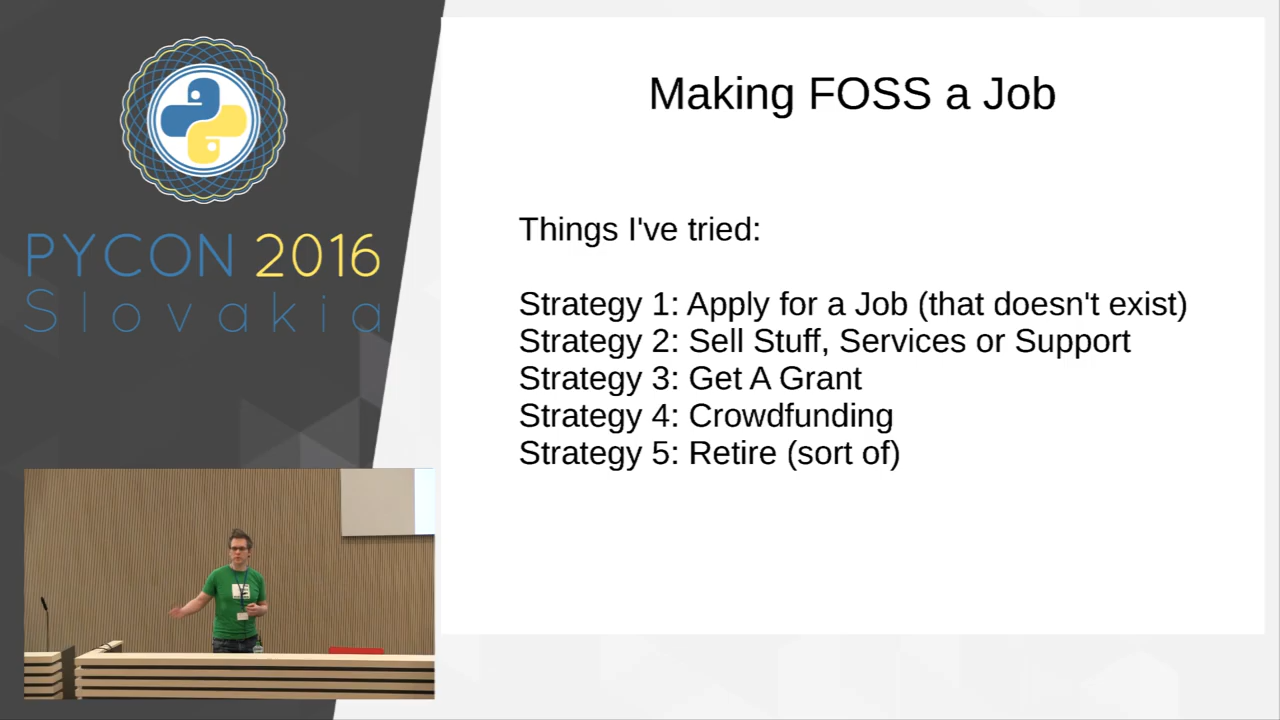 PYCON 2016
Slovakia
Making FOSS a Job
Things I've tried:
Strategy 1: Apply for a Job (that doesn't exist)
Strategy 2: Sell Stuff, Services or Support
Strategy 3: Get A Grant
Strategy 4: Crowdfunding
Strategy 5: Retire (sort of)